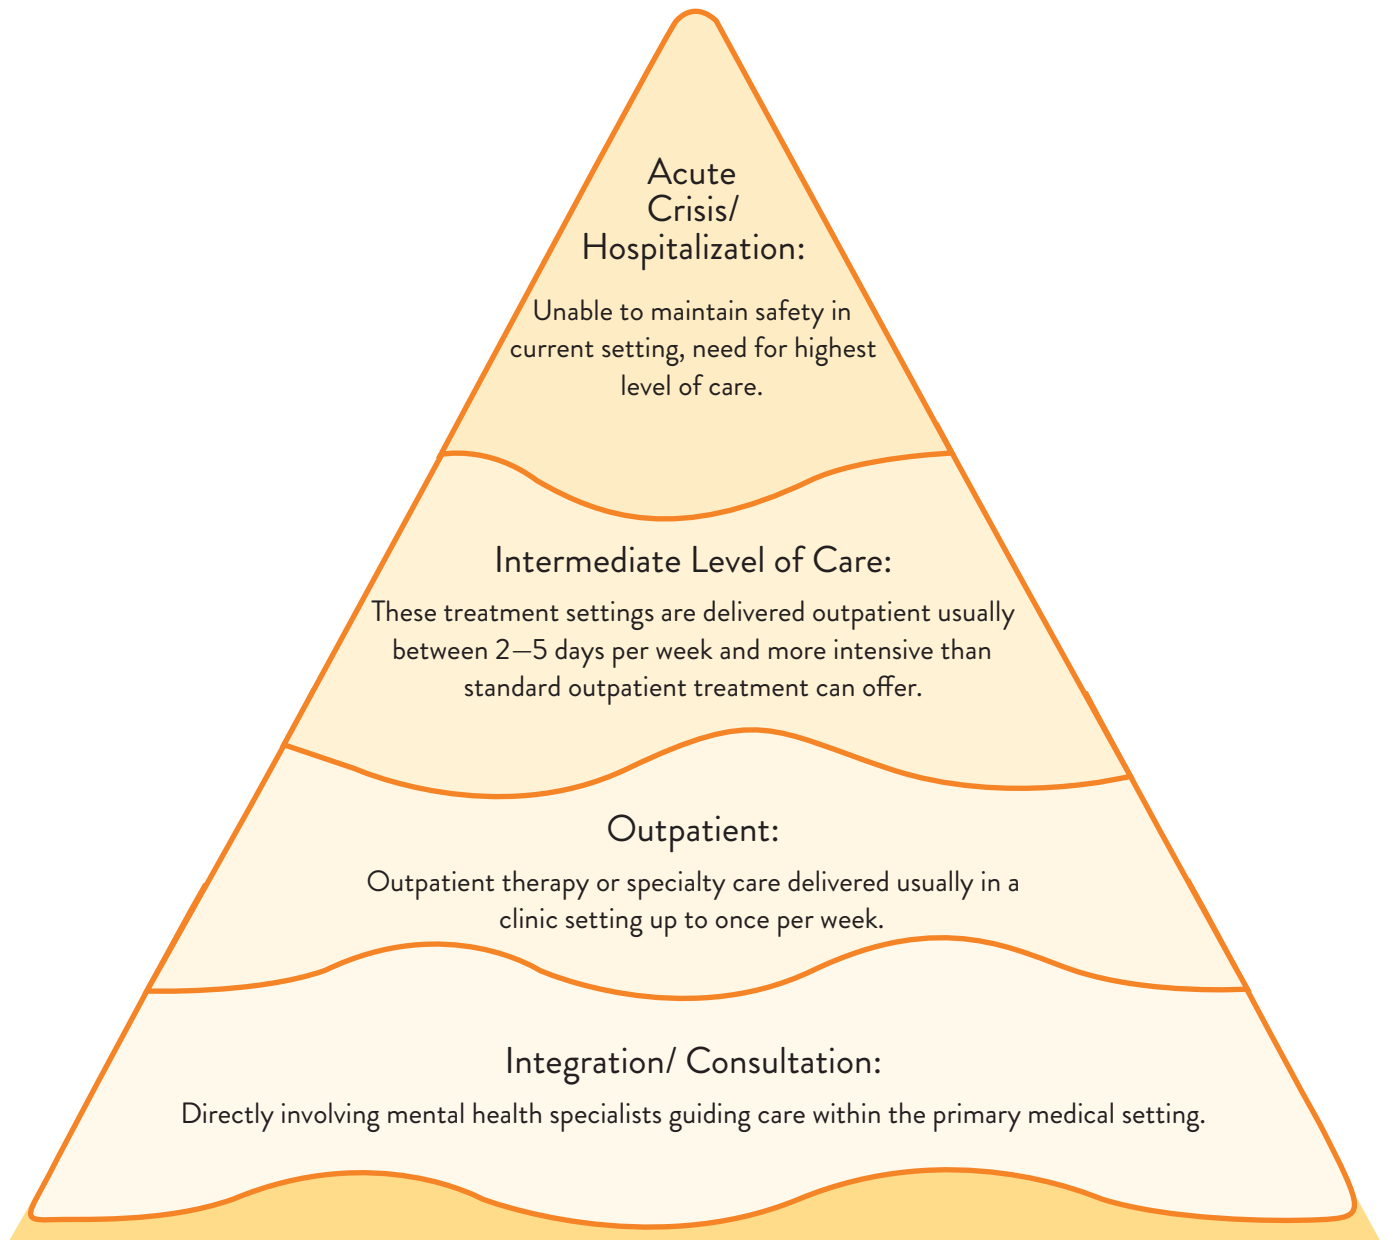 Acute
Crisis/
Hospitalization:
Unable to maintain safety in
current setting, need for highest
level of care.
Intermediate Level of Care:
These treatment settings are delivered outpatient usually
between 2—5 days per week and more intensive than
standard outpatient treatment can offer.
Outpatient:
Outpatient therapy or specialty care delivered usually in a
clinic setting up to once per week.
Integration/ Consultation:
Directly involving mental health specialists guiding care within the primary medical setting.